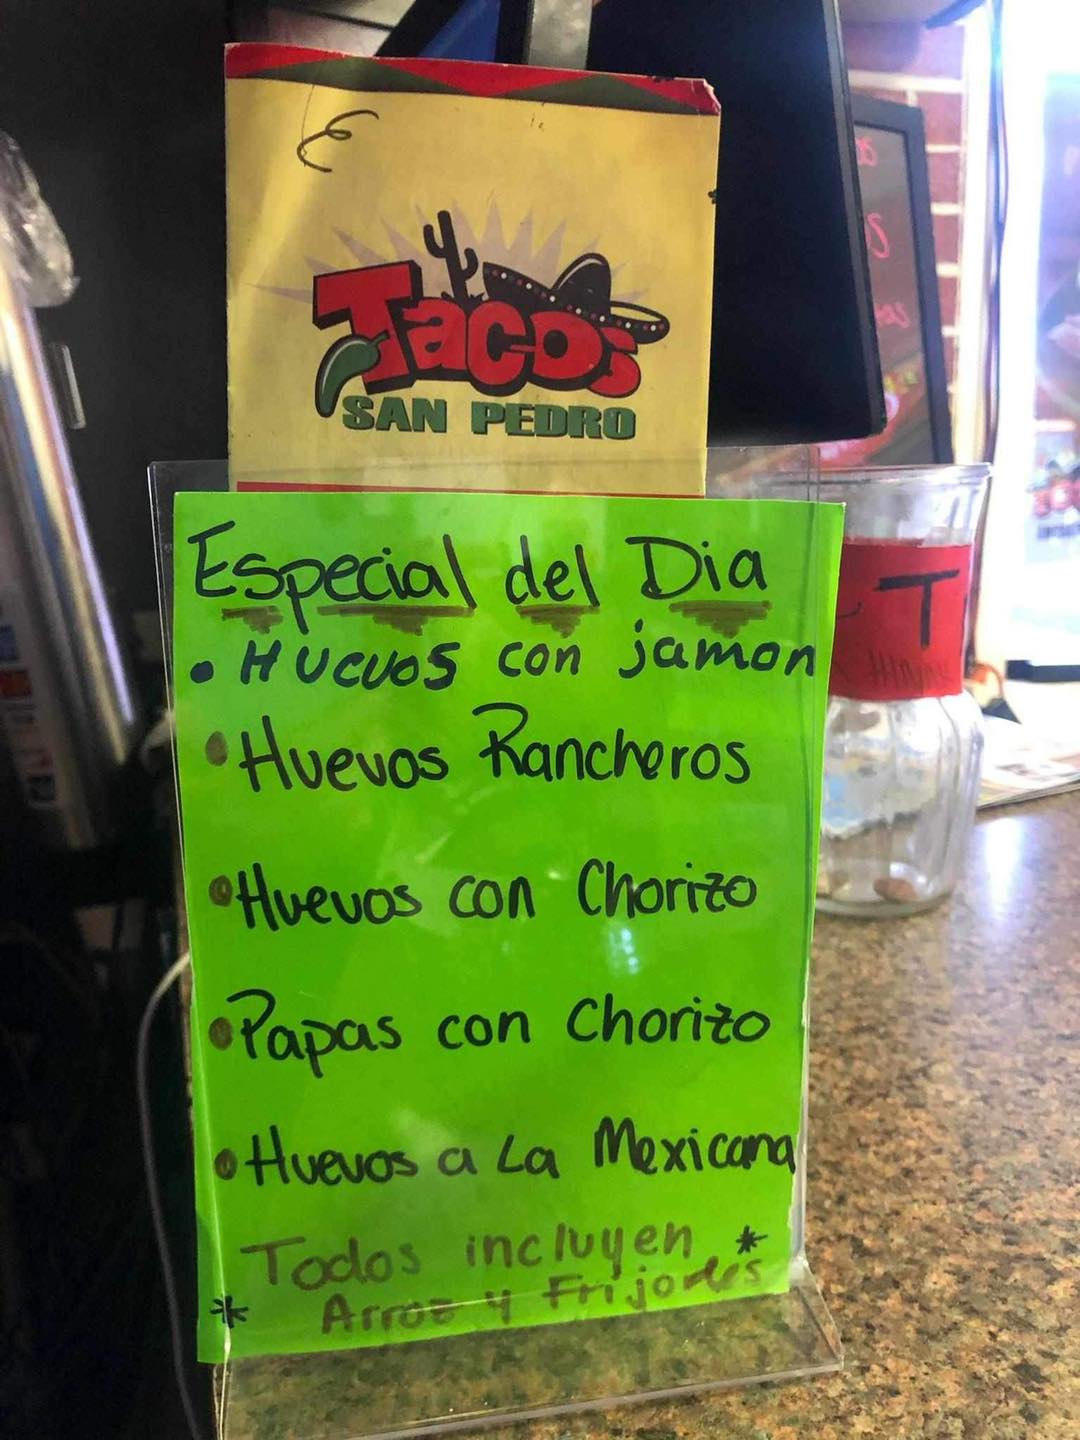 Tacos
SAN PEDRO
Especial del Dia
• Huevos con jamon
• Huevos Rancheros
• Huevos con Chorizo
• Papas con Chorizo
• Huevos a La Mexicana
Todos incluyen *
* Arroz y Frijoles
T